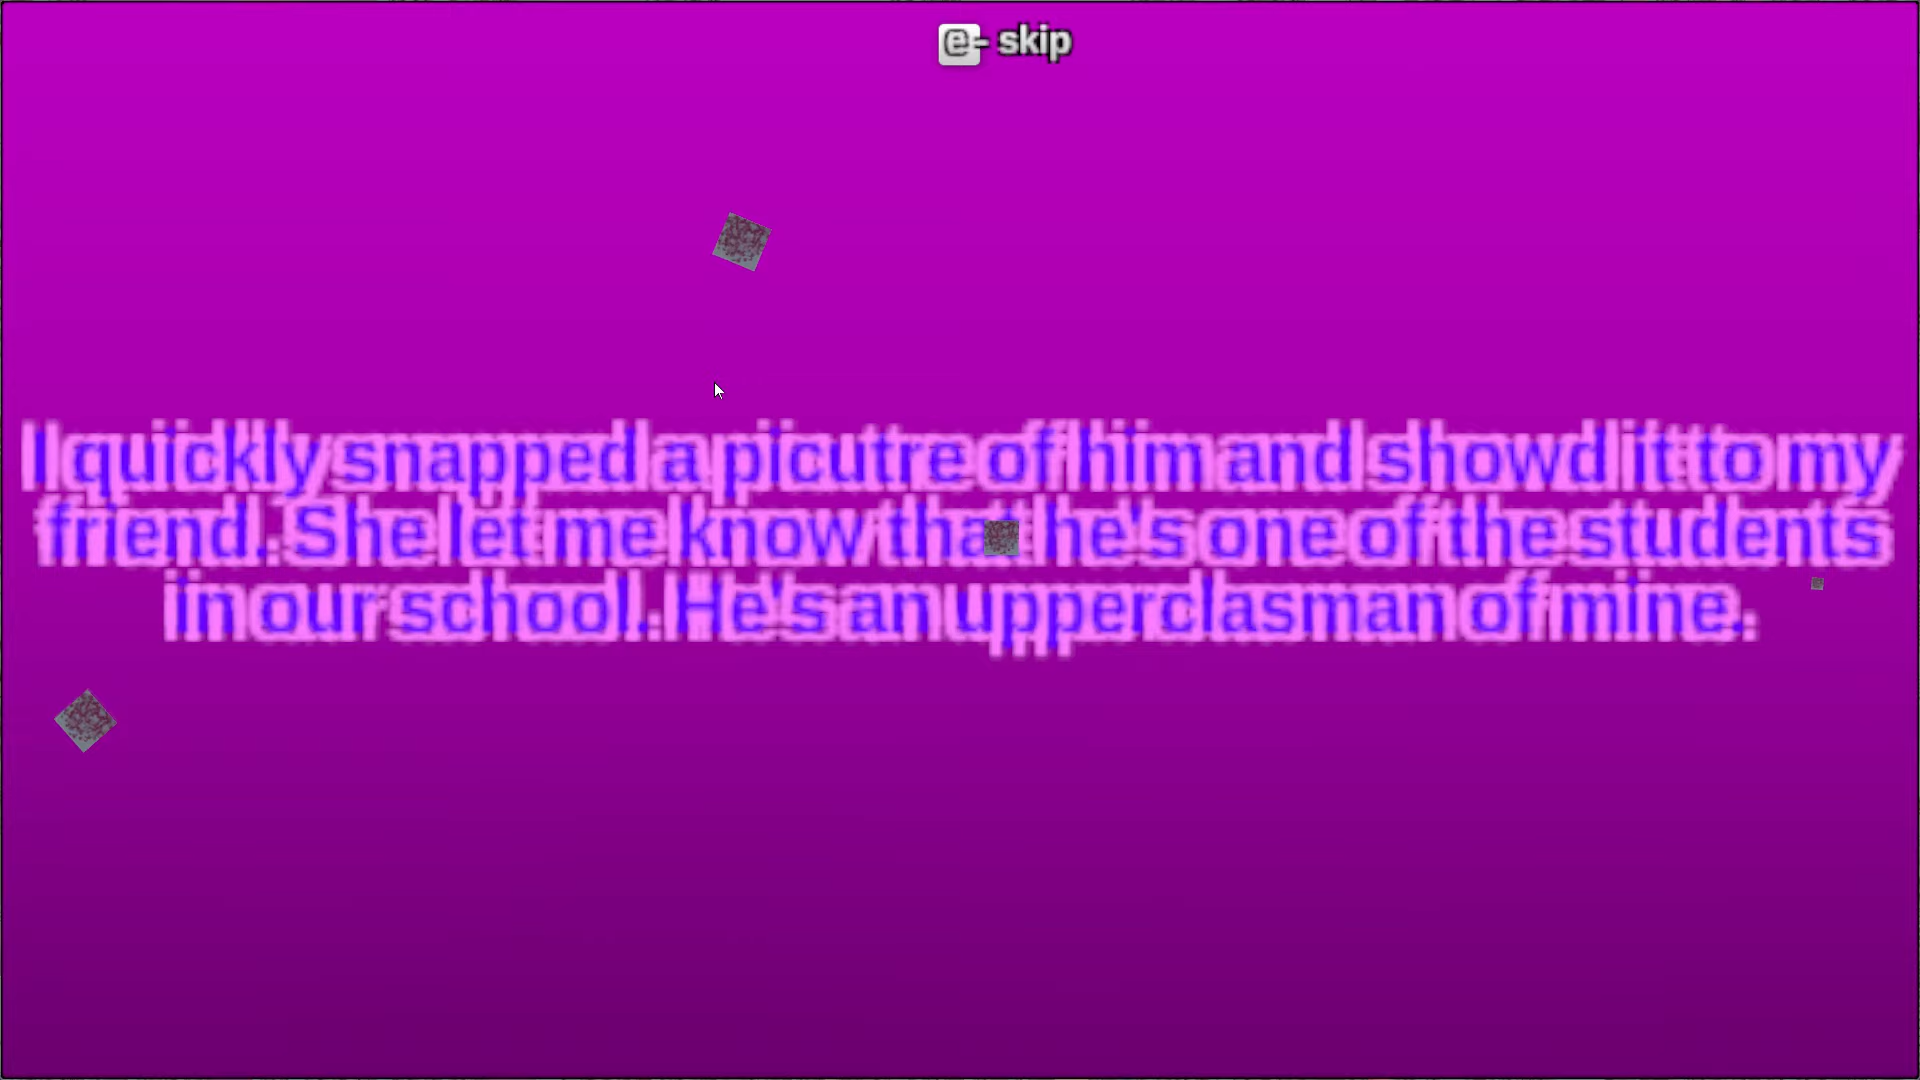 e - skip
I quickly snapped a picutre of him and showd it to my
friend. She let me know that he's one of the students
in our school. He's an upperclasman of mine.